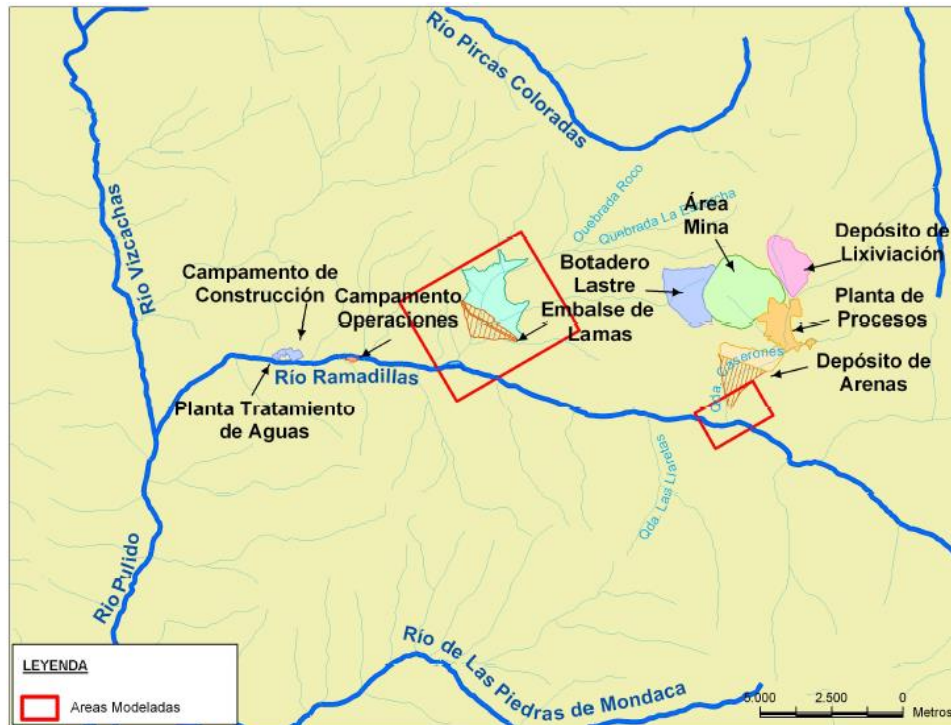 Río Pircas Coloradas
Río Vizcachas
Quebrada Roco
Quebrada La
Área
Mina
Depósito de
Lixiviación
Campamento de
Construcción
Campamento
Operaciones
Botadero
Lastre
Embalse de
Lamas
Planta de
Procesos
Qda. Caserones
Depósito de
Arenas
Río Ramadillas
Planta Tratamiento
de Aguas
Qda. Las
Río Pulido
Río de Las Piedras de Mondaca
LEYENDA
Areas Modeladas
5.000 2.500 0
Metros